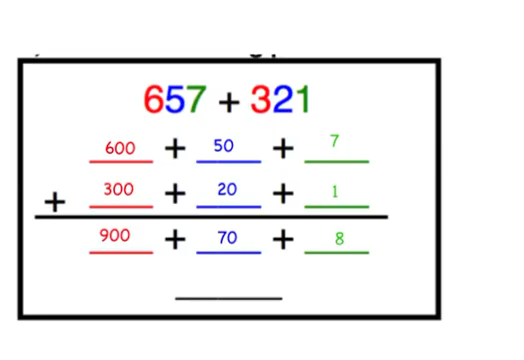 657 + 321
600 + 50 + 7
+ 300 + 20 + 1
900 + 70 + 8